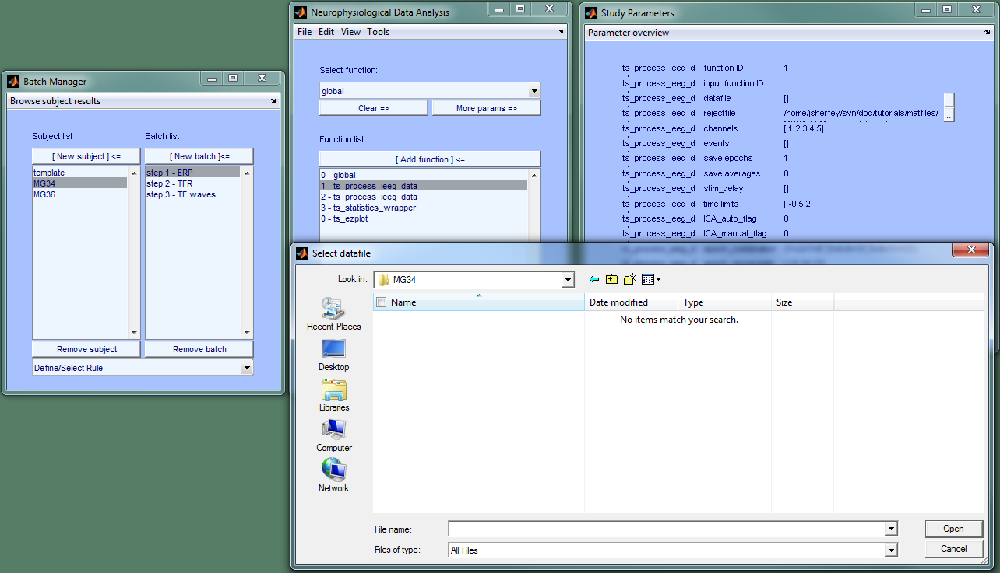 Batch Manager
Browse subject results
Subject list
Batch list
[ New subject ] <=
[ New batch ]<=
template
MG34
MG36
step 1 - ERP
step 2 - TFR
step 3 - TF waves
Remove subject
Remove batch
Define/Select Rule
Neurophysiological Data Analysis
File Edit View Tools
Select function:
global
Clear =>
More params =>
Function list
[ Add function ] <=
0 - global
1 - ts_process_ieeg_data
2 - ts_process_ieeg_data
3 - ts_statistics_wrapper
0 - ts_ezplot
Study Parameters
Parameter overview
ts_process_ieeg_d function ID 1
ts_process_ieeg_d input function ID
ts_process_ieeg_d datafile [] ...
ts_process_ieeg_d rejectfile /home/jsherfey/svn/doc/tutorials/matfiles/ ...
ts_process_ieeg_d channels [ 1 2 3 4 5]
ts_process_ieeg_d events []
ts_process_ieeg_d save epochs 1
ts_process_ieeg_d save averages 0
ts_process_ieeg_d stim_delay []
ts_process_ieeg_d time limits [ -0.5 2]
ts_process_ieeg_d ICA_auto_flag 0
ts_process_ieeg_d ICA_manual_flag 0
Select datafile
Look in: MG34
Name Date modified Type Size
No items match your search.
Recent Places
Desktop
Libraries
Computer
Network
File name:
Open
Files of type: All Files
Cancel